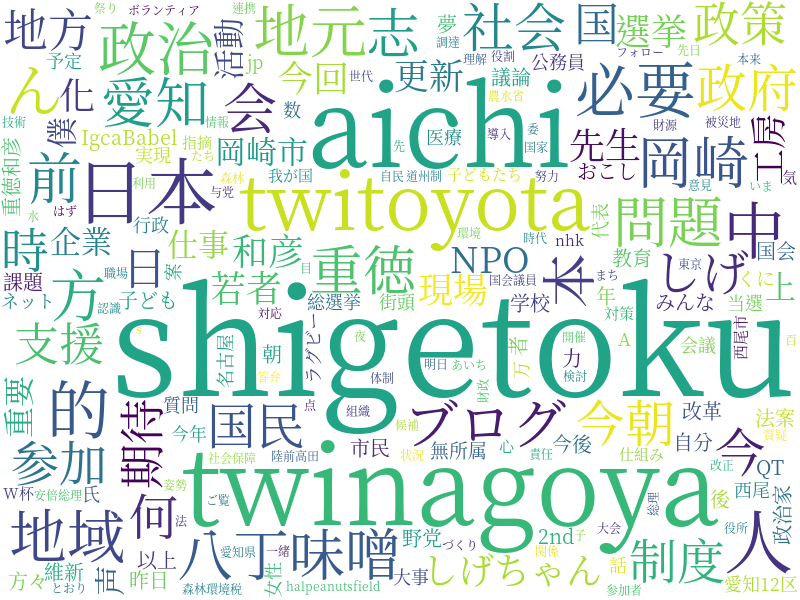 祭り
ボランティア
連携
地方
政治
地元
志
社会
国
選挙
政策
予定
活動
夢
調達
理解
役割
フォロー
先日
本来
ん
化
愛知
会
jp
今回
世代
更新
議論
公務員
必要
政府
技術
情報
数
aichi
農水省
財源
被災地
僕
IgcaBabel
岡崎市
医療
導入
委
国家
先生
おこし
岡崎
工房
重徳和彦
実現
指摘
たち
先
前
日本
我が国
自民
道州制
子どもたち
努力
意見
いま
気
利用
森林
与党
twitoyota
問題
中
水
はず
行政
代表
環境
時代
時
企業
仕事
和彦
重徳
NPO
nhk
教育
国会
上
方
日
案
若者
現場
本
しげ
課題
職場
目
国会議員
まち
東京
くに
ネット
認識
子ども
総選挙
街頭
学校
年
対策
みんな
当選
shigetoku
支援
対応
名古屋
朝
ラグビー
夜
あいち
明日
体制
財政
万
者
開催
検討
力
A
会議
西尾市
百
重要
的
期待
質問
答弁
点
組織
候補
ブログ
今朝
改革
法案
参加
国民
今年
市民
無所属
心
責任
今後
仕組み
自分
質疑
今
W杯
安倍総理
氏
姿勢
何
社会保障
陸前高田
状況
twinagoya
改正
QT
西尾
後
政治家
地域
八丁味噌
ご覧
野党
2nd
総理
役所
人
声
維新
以上
法
愛知県
一緒
づくり
大会
関係
子
制度
方々
とおり
昨日
森林環境税
女性
halpeanutsfield
大事
しげちゃん
話
参加者
愛知12区